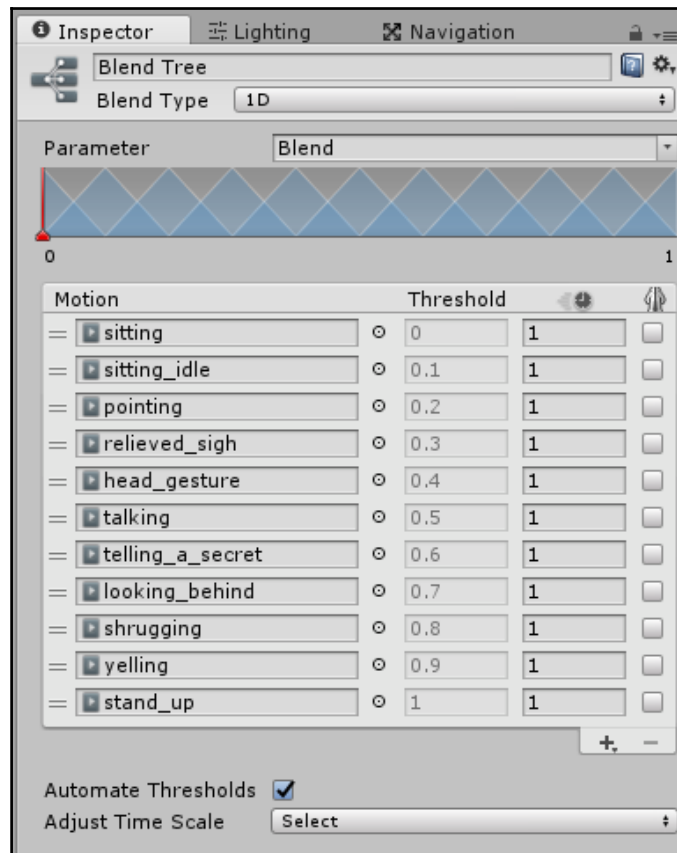 Inspector Lighting Navigation
Blend Tree
Blend Type 1D
Parameter Blend
0 1
Motion Threshold
sitting 0 1
sitting_idle 0.1 1
pointing 0.2 1
relieved_sigh 0.3 1
head_gesture 0.4 1
talking 0.5 1
telling_a_secret 0.6 1
looking_behind 0.7 1
shrugging 0.8 1
yelling 0.9 1
stand_up 1 1
Automate Thresholds
Adjust Time Scale Select